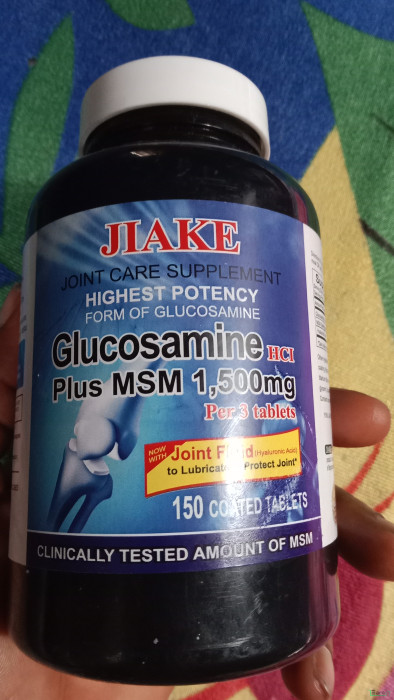 JIAKE
JOINT CARE SUPPLEMENT
HIGHEST POTENCY
FORM OF GLUCOSAMINE
Glucosamine HCI
Plus MSM 1,500mg
Per 3 tablets
NOW WITH Joint Fluid (Hyaluronic Acid)
to Lubricate Protect Joint*
150 COATED TABLETS
CLINICALLY TESTED AMOUNT OF MSM